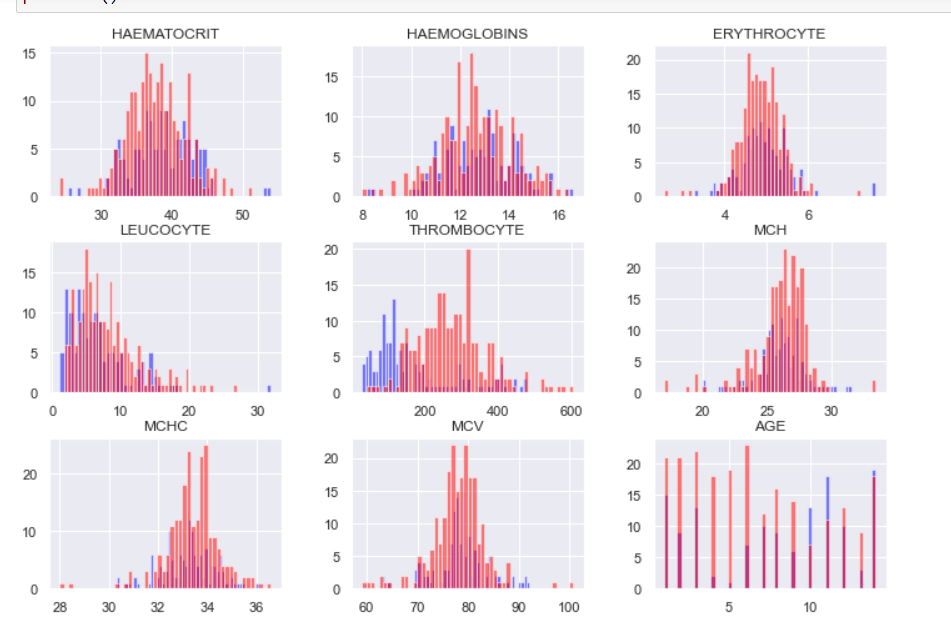 HAEMATOCRIT HAEMOGLOBINS ERYTHROCYTE
15 10 5 0
15 10 5 0
20 15 10 5 0
30 40 50
8 10 12 14 16
4 6
LEUCOCYTE THROMBOCYTE MCH
15 10 5 0
20 15 10 5 0
20 15 10 5 0
0 10 20 30
200 400 600
20 25 30
MCHC MCV AGE
20 10 0
20 15 10 5 0
20 15 10 5 0
28 30 32 34 36
60 70 80 90 100
5 10